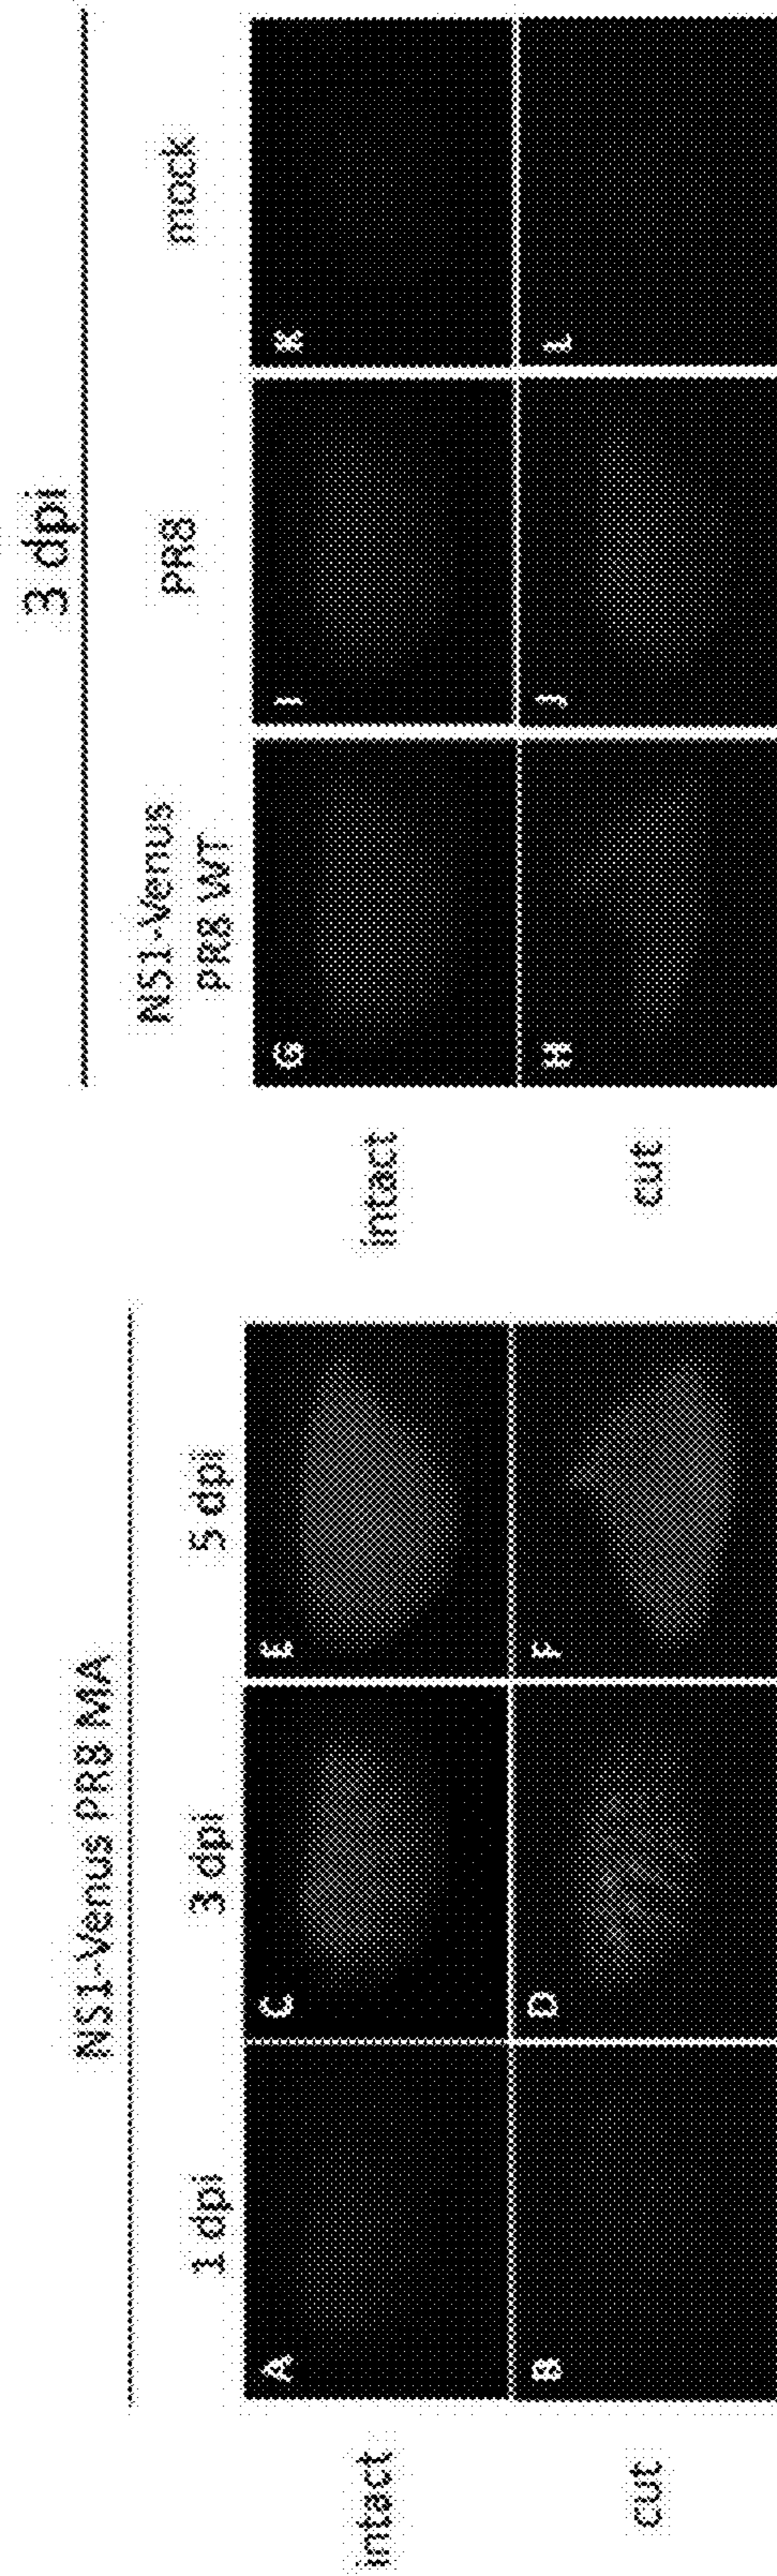 NS1-Venus PR8 MA
1 dpi
3 dpi
5 dpi
intact
A
C
E
cut
B
D
F
3 dpi
NS1-Venus
PR8 WT
PR8
mock
intact
G
I
K
cut
H
J
L